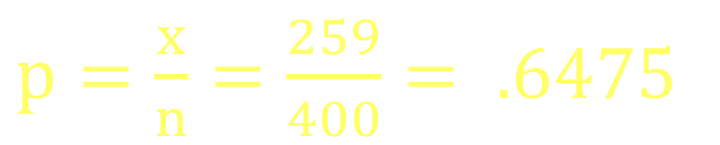 p = x/n = 259/400 = .6475